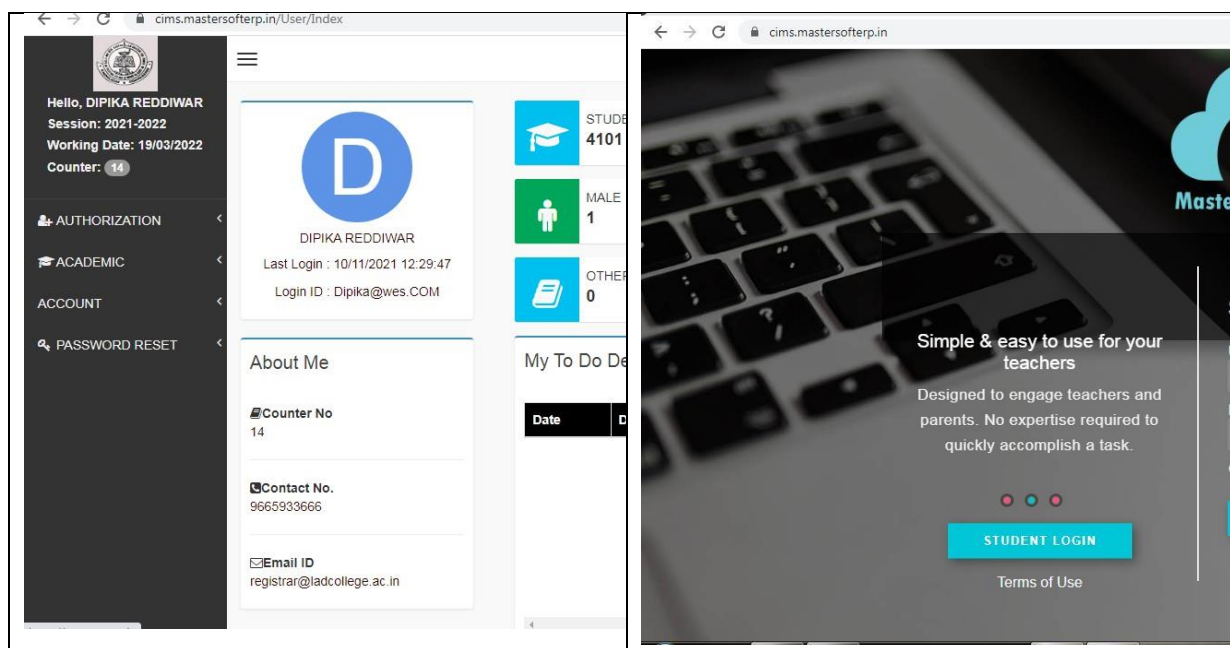 cims.mastersofterp.in/User/Index
Hello, DIPIKA REDDIWAR
Session: 2021-2022
Working Date: 19/03/2022
Counter: 14
AUTHORIZATION
ACADEMIC
ACCOUNT
PASSWORD RESET
D
DIPIKA REDDIWAR
Last Login : 10/11/2021 12:29:47
Login ID : Dipika@wes.COM
About Me
Counter No
14
Contact No.
9665933666
Email ID
registrar@ladcollege.ac.in
STUDE
4101
MALE
1
OTHER
0
My To Do De
Date D
cims.mastersofterp.in
Maste
Simple & easy to use for your
teachers
Designed to engage teachers and
parents. No expertise required to
quickly accomplish a task.
STUDENT LOGIN
Terms of Use